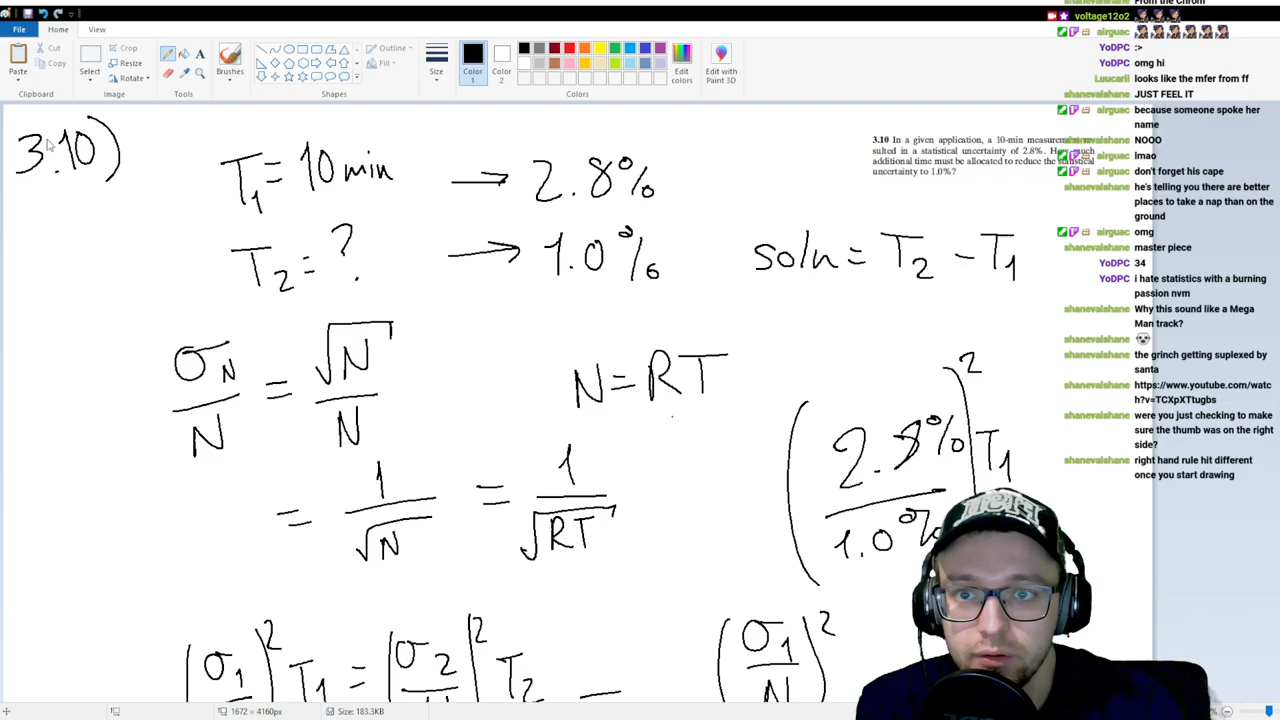 File
Home
View
Paste
Cut
Copy
Clipboard
Select
Crop
Resize
Rotate
Image
Tools
Brushes
Shapes
Outline
Fill
Size
Color 1
Color 2
Colors
Edit colors
Edit with Paint 3D
3.10)
T1 = 10 min → 2.8%
T2 = ? → 1.0%
soln = T2 - T1
3.10 In a given application, a 10-min measurement re-
sulted in a statistical uncertainty of 2.8%. How much
additional time must be allocated to reduce the statistical
uncertainty to 1.0%?
σN/N = √N/N
N = RT
= 1/√N = 1/√RT
(2.8%/1.0%)² T1
(σ1/)² T1 = (σ2/)² T2
(σ1/N)²
From the Chrom
voltage12o2
airguac
YoDPC :>
YoDPC omg hi
Luucarii looks like the mfer from ff
shanevalshane JUST FEEL IT
airguac because someone spoke her
name
shanevalshane NOOO
airguac lmao
airguac don't forget his cape
shanevalshane he's telling you there are better
places to take a nap than on the
ground
airguac omg
shanevalshane master piece
YoDPC 34
YoDPC i hate statistics with a burning
passion nvm
shanevalshane Why this sound like a Mega
Man track?
shanevalshane
shanevalshane the grinch getting suplexed by
santa
shanevalshane https://www.youtube.com/watc
h?v=TCXpXTtugbs
shanevalshane were you just checking to make
sure the thumb was on the right
side?
shanevalshane right hand rule hit different
once you start drawing
1672 × 4160px
Size: 183.3KB